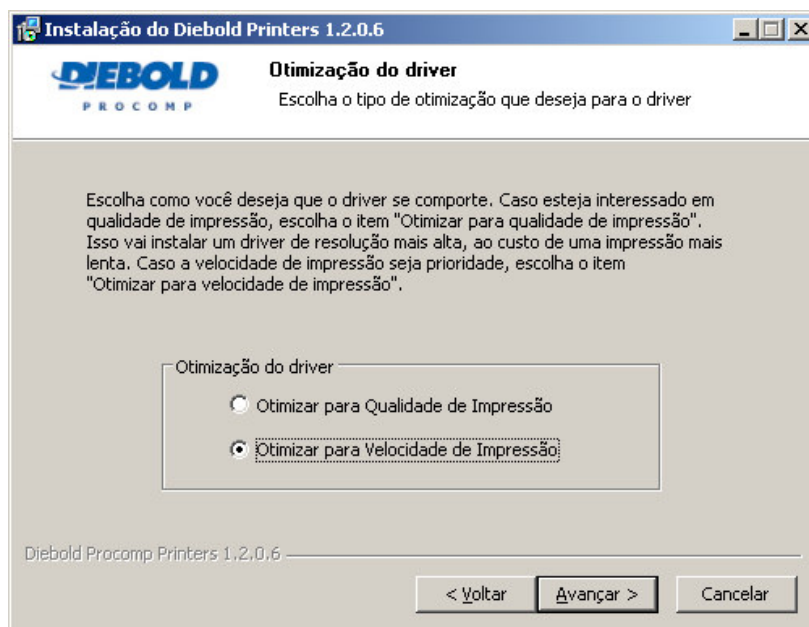 Instalação do Diebold Printers 1.2.0.6
DIEBOLD
PROCOMP
Otimização do driver
Escolha o tipo de otimização que deseja para o driver
Escolha como você deseja que o driver se comporte. Caso esteja interessado em
qualidade de impressão, escolha o item "Otimizar para qualidade de impressão".
Isso vai instalar um driver de resolução mais alta, ao custo de uma impressão mais
lenta. Caso a velocidade de impressão seja prioridade, escolha o item
"Otimizar para velocidade de impressão".
Otimização do driver
Otimizar para Qualidade de Impressão
Otimizar para Velocidade de Impressão
Diebold Procomp Printers 1.2.0.6
< Voltar Avançar > Cancelar